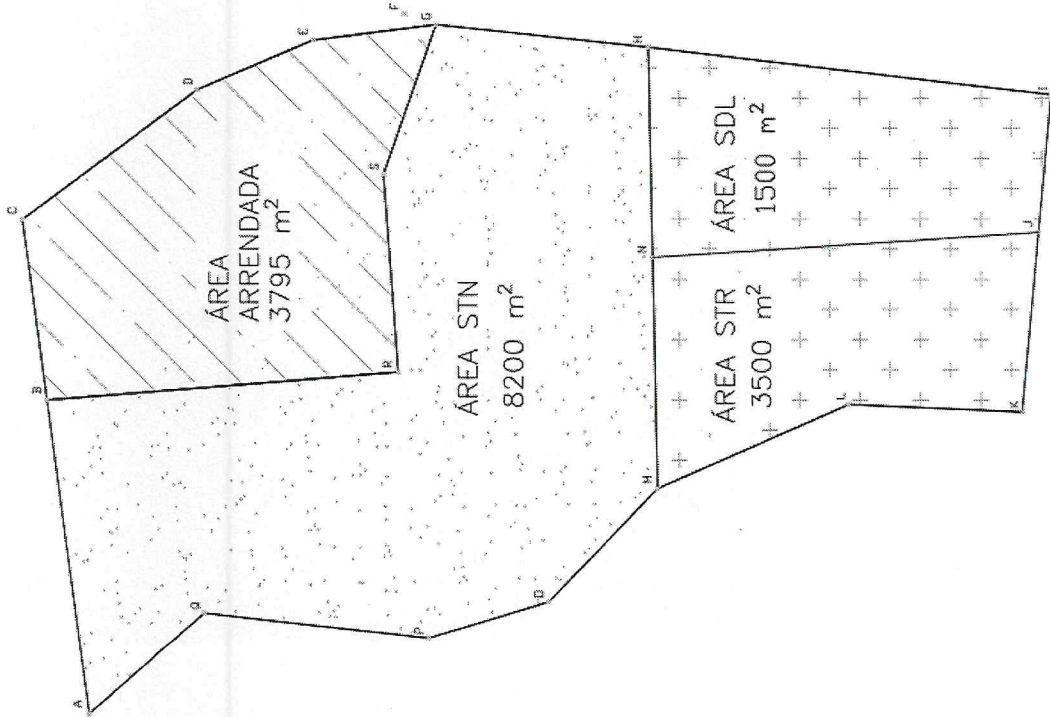 C
B
A
ÁREA
ARRENDADA
3795 m²
D
E
F
G
Q
R
S
P
ÁREA STN
8200 m²
O
M
N
H
ÁREA STR
3500 m²
ÁREA SDL
1500 m²
L
K
J
I